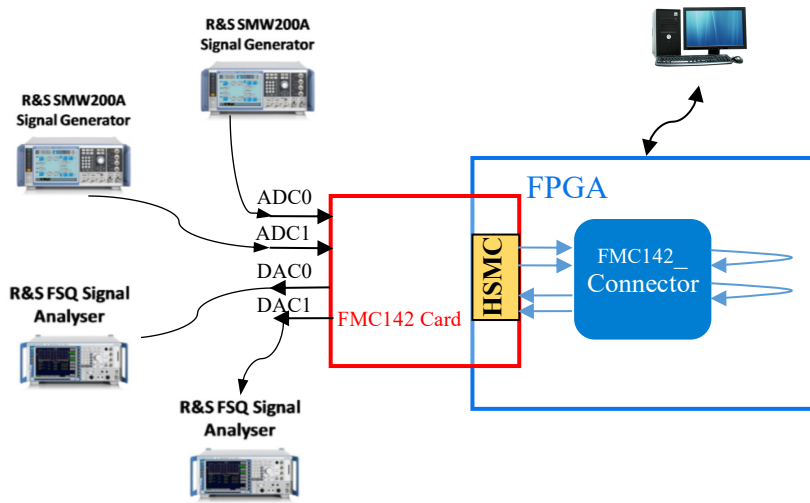 R&S SMW200A
Signal Generator
R&S SMW200A
Signal Generator
ADC0
ADC1
DAC0
DAC1
R&S FSQ Signal
Analyser
R&S FSQ Signal
Analyser
FMC142 Card
HSMC
FPGA
FMC142_
Connector